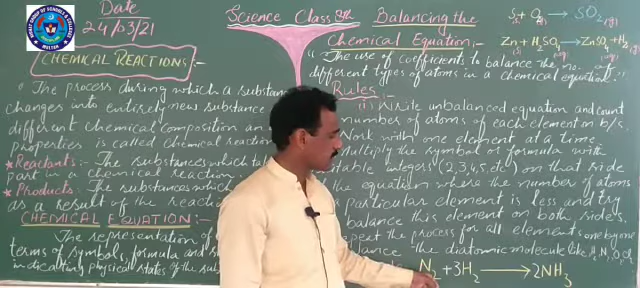 Date
24/03/21
Science Class 8th
CHEMICAL REACTIONS :-
" The process during which a substance
changes into entirely new substance
different chemical composition an
properties is called chemical reaction
★ Reactants:- The substances which
part in a chemical reaction.
★ Products:- The substances which
as a result of the reaction
CHEMICAL EQUATION:-
The representation of
terms of symbols, formula and
indicating physical states of the
Balancing the
Chemical Equation:-
S + O2 → SO2
Zn + H2SO4 → ZnSO4 + H2
" The use of coefficients to balance the no. of
different types of atoms in a chemical equation."
Rules
(i) Write unbalanced equation and count
number of atoms of each element on b/s.
Work with one element at a time.
Multiply the symbol or formula with
integers (2,3,4,5, etc) on that side
the equation where the number of atoms
a particular element is less and try
balance this element on both sides.
the process for all elements one by one
the diatomic molecule like H2, N2, O2, Cl2
N2 + 3H2 → 2NH3